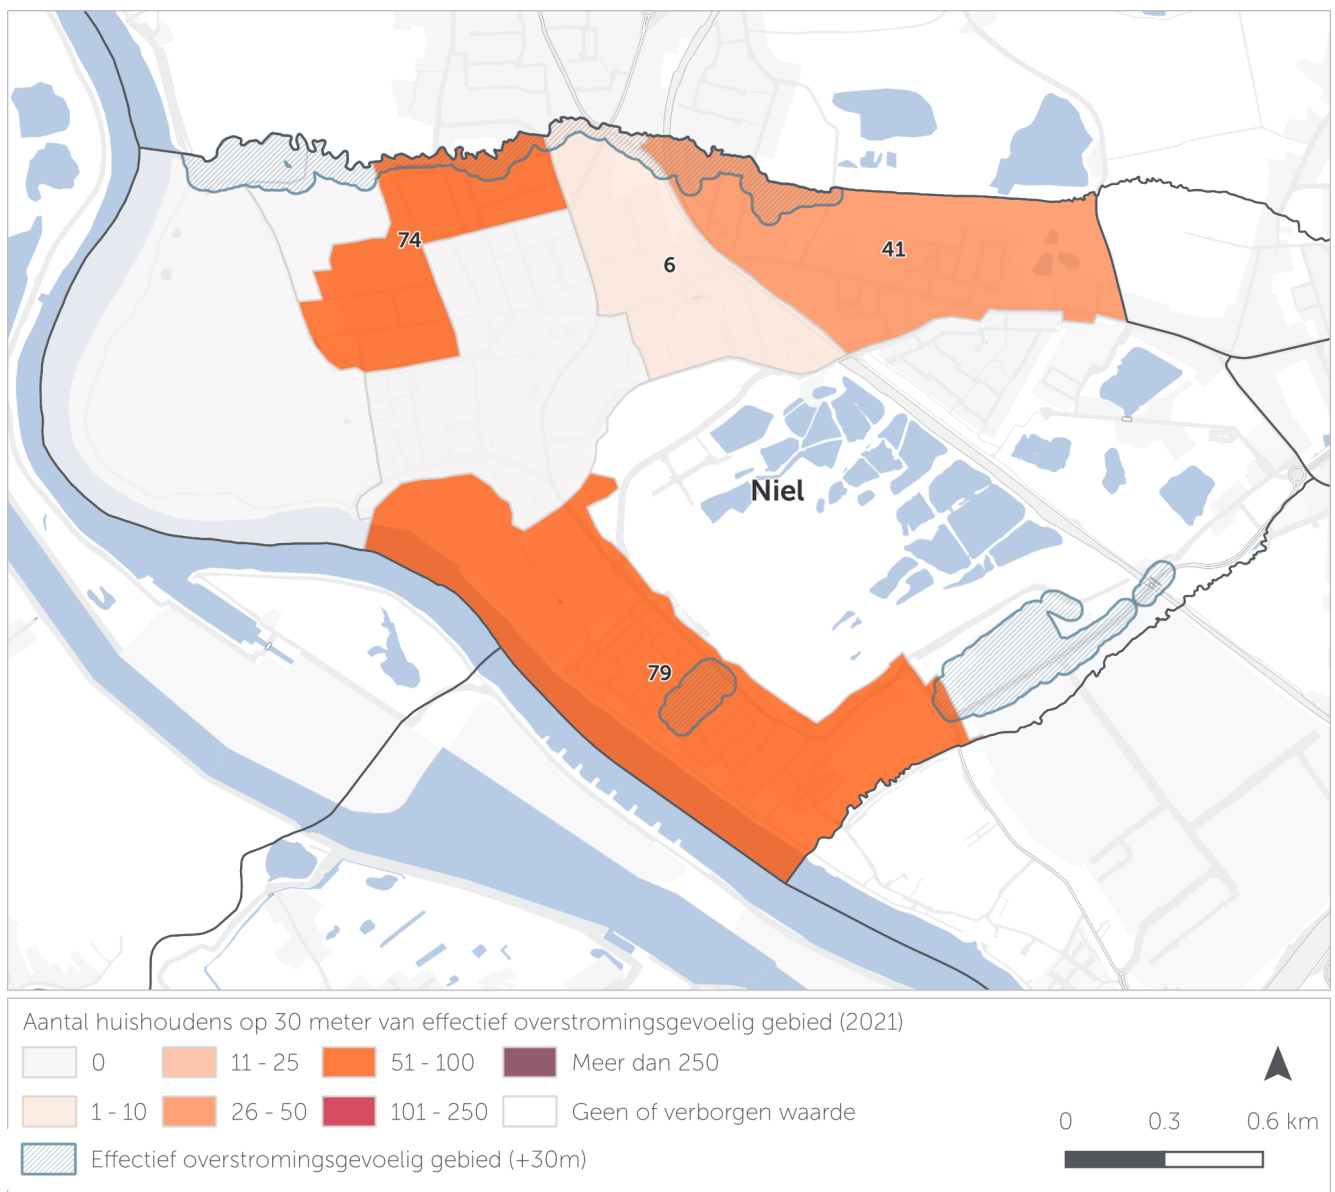 74
6
41
Niel
79
Aantal huishoudens op 30 meter van effectief overstromingsgevoelig gebied (2021)
0 11 - 25 51 - 100 Meer dan 250
1 - 10 26 - 50 101 - 250 Geen of verborgen waarde
Effectief overstromingsgevoelig gebied (+30m)
0 0.3 0.6 km